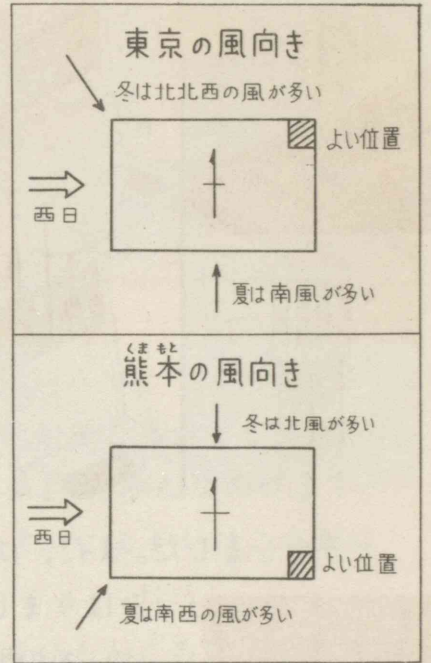 東京の風向き
冬は北北西の風が多い
よい位置
西日
夏は南風が多い
くまもと
熊本の風向き
冬は北風が多い
西日
よい位置
夏は南西の風が多い